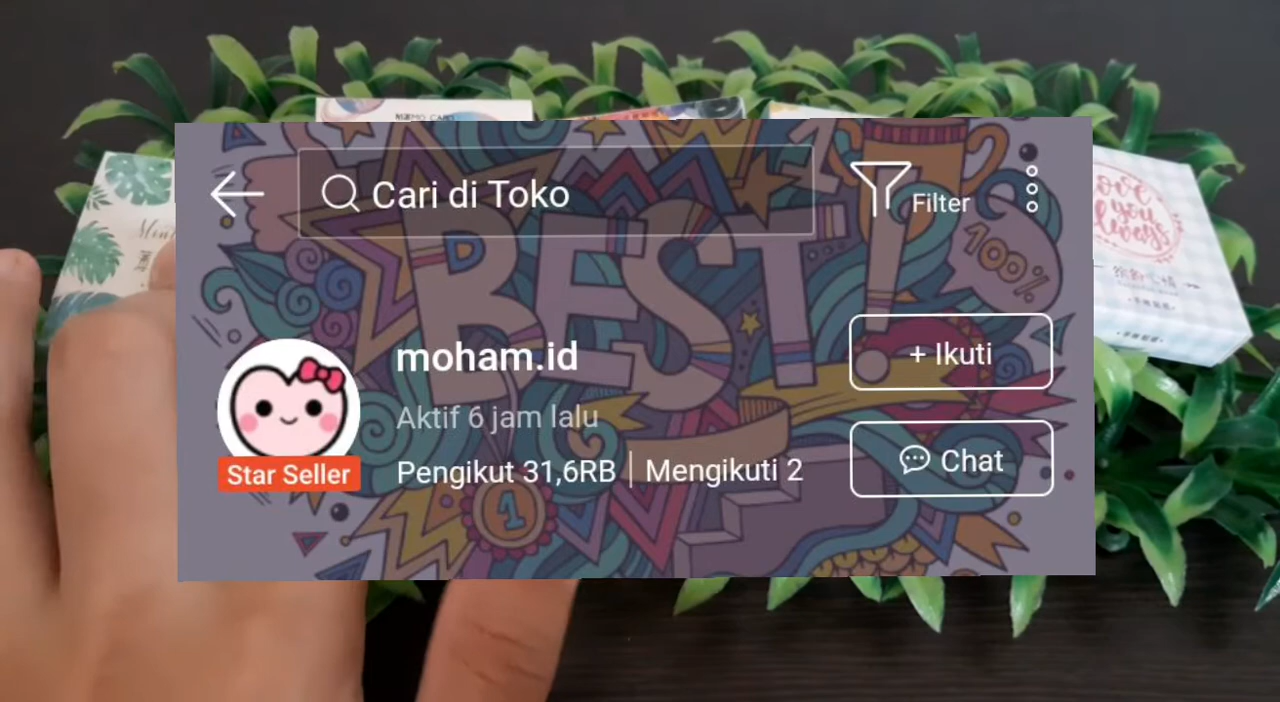 Cari di Toko
Filter
BEST!
100%
moham.id
+ Ikuti
Aktif 6 jam lalu
Star Seller
Pengikut 31,6RB | Mengikuti 2
Chat
1
love
you
always